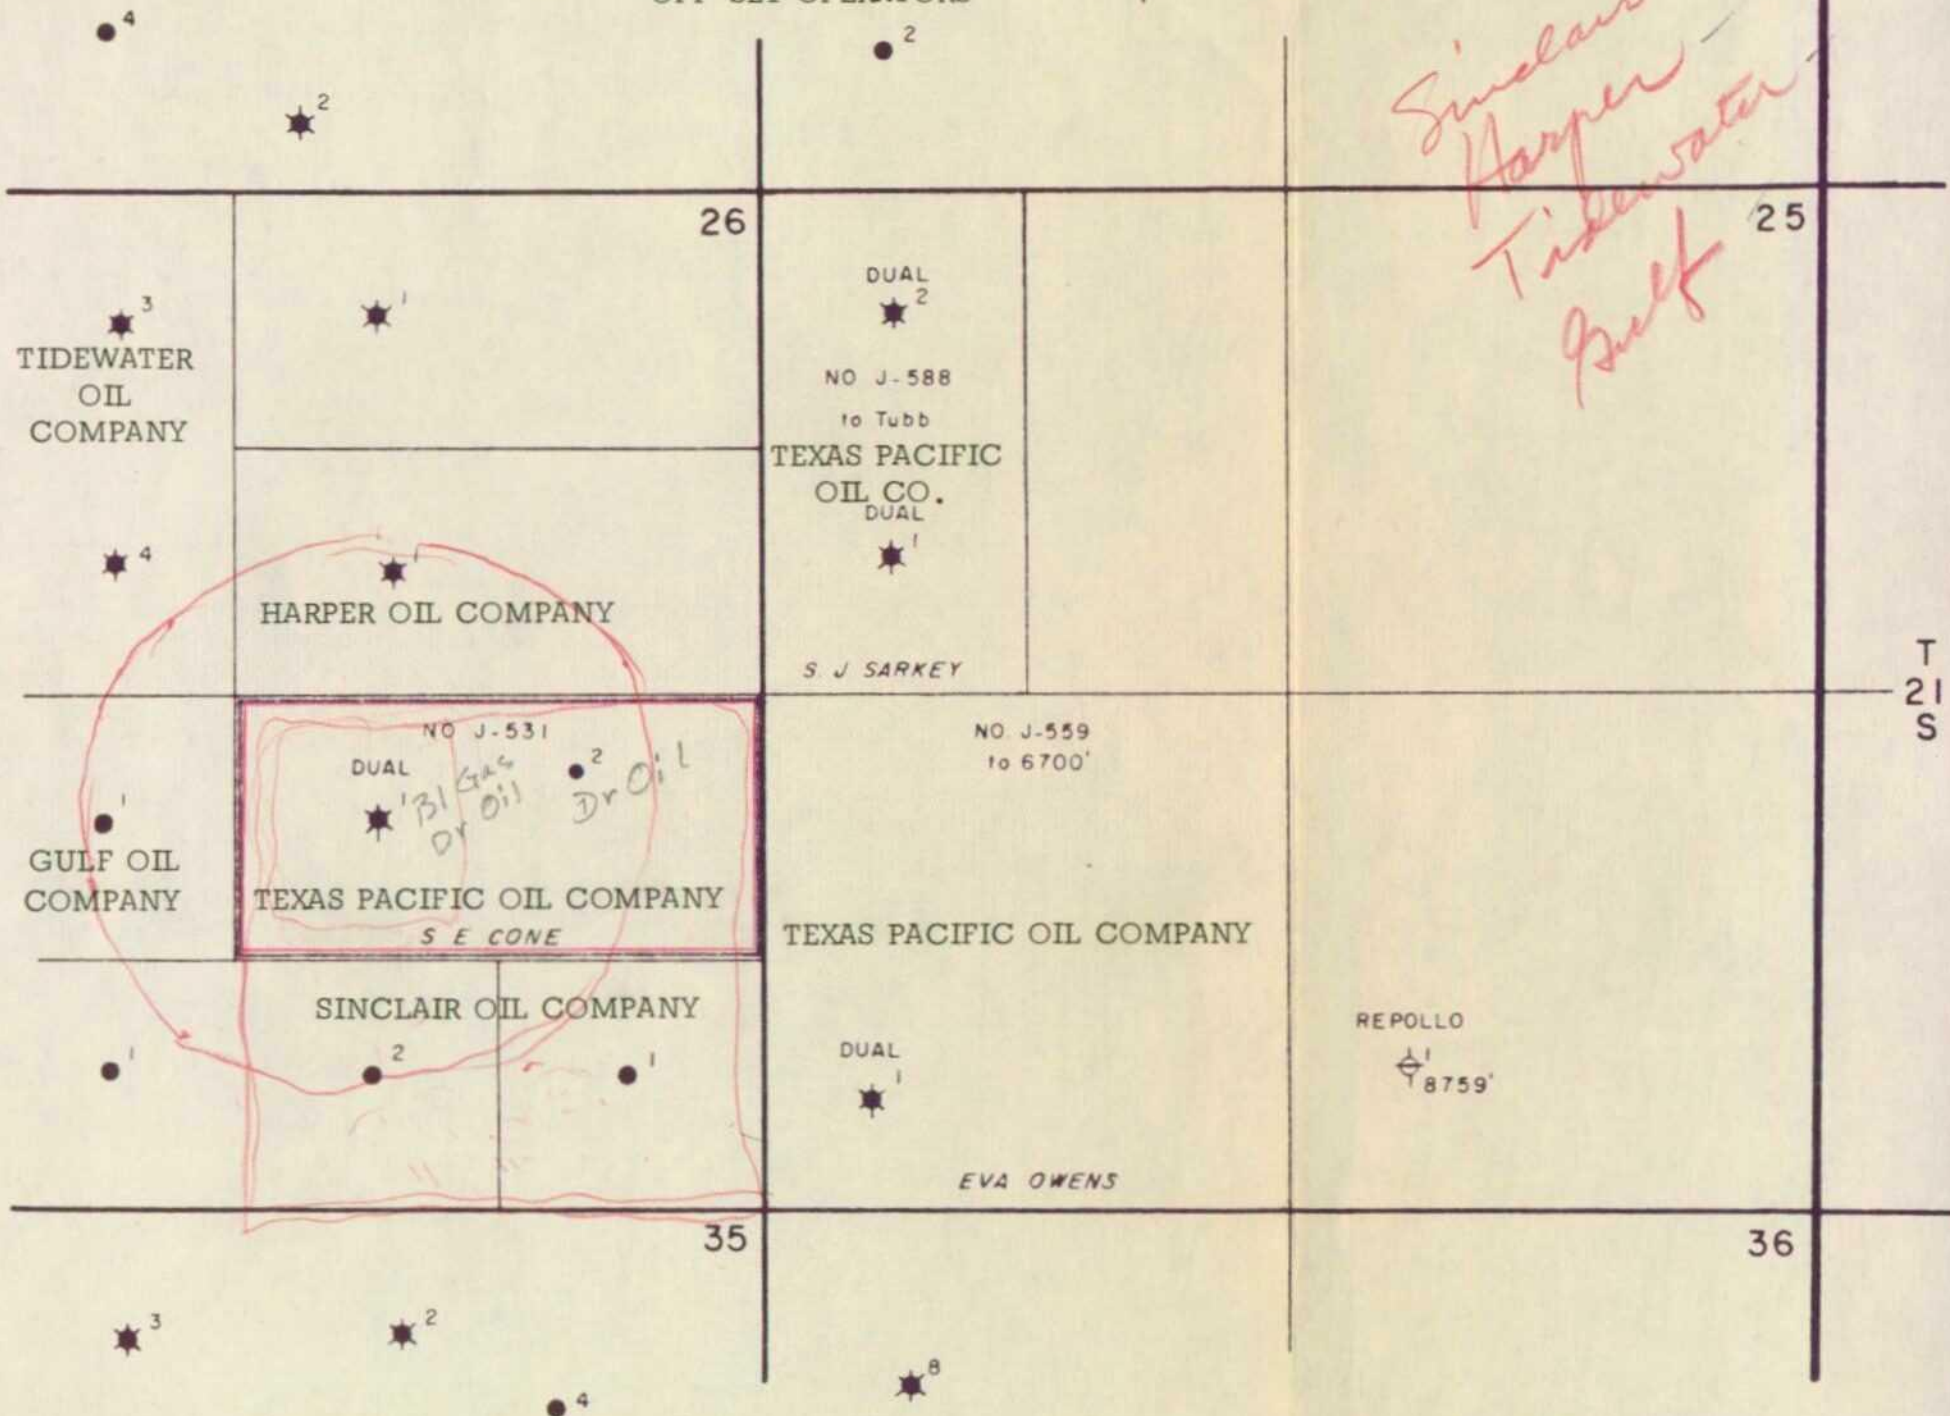 OFF-SET OPERATORS
4
2
2
Sinclair
Harper
Tidewater
Gulf
26
25
3
TIDEWATER
OIL
COMPANY
1
DUAL
2
NO J-588
to Tubb
TEXAS PACIFIC
OIL CO.
DUAL
1
4
1
HARPER OIL COMPANY
S. J SARKEY
T
21
S
NO J-531
DUAL
1
Bl Gas
Oil
Dr
2
Dr Oil
NO. J-559
to 6700'
1
GULF OIL
COMPANY
TEXAS PACIFIC OIL COMPANY
S E CONE
TEXAS PACIFIC OIL COMPANY
SINCLAIR OIL COMPANY
1
2
1
DUAL
1
REPOLLO
1
8759'
EVA OWENS
35
36
3
2
4
8